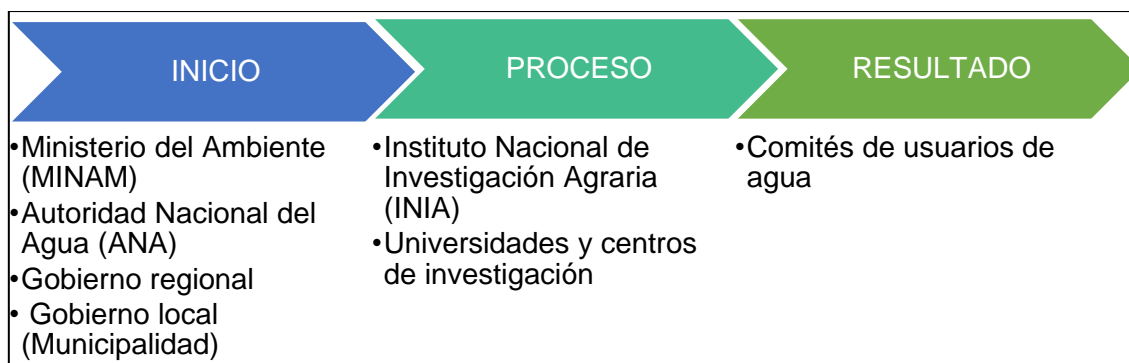 INICIO
PROCESO
RESULTADO
•Ministerio del Ambiente
(MINAM)
•Autoridad Nacional del
Agua (ANA)
•Gobierno regional
• Gobierno local
(Municipalidad)
•Instituto Nacional de
Investigación Agraria
(INIA)
•Universidades y centros
de investigación
•Comités de usuarios de
agua